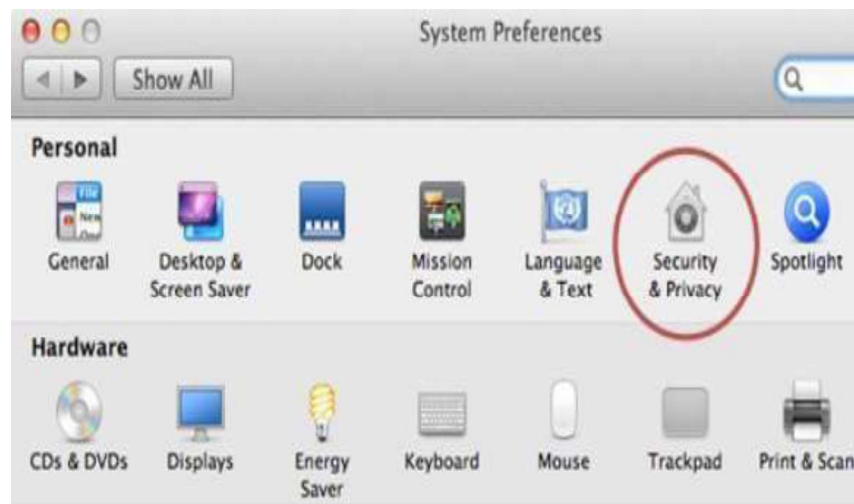 System Preferences
Show All
Personal
General
Desktop &
Screen Saver
Dock
Mission
Control
Language
& Text
Security
& Privacy
Spotlight
Hardware
CDs & DVDs
Displays
Energy
Saver
Keyboard
Mouse
Trackpad
Print & Scan